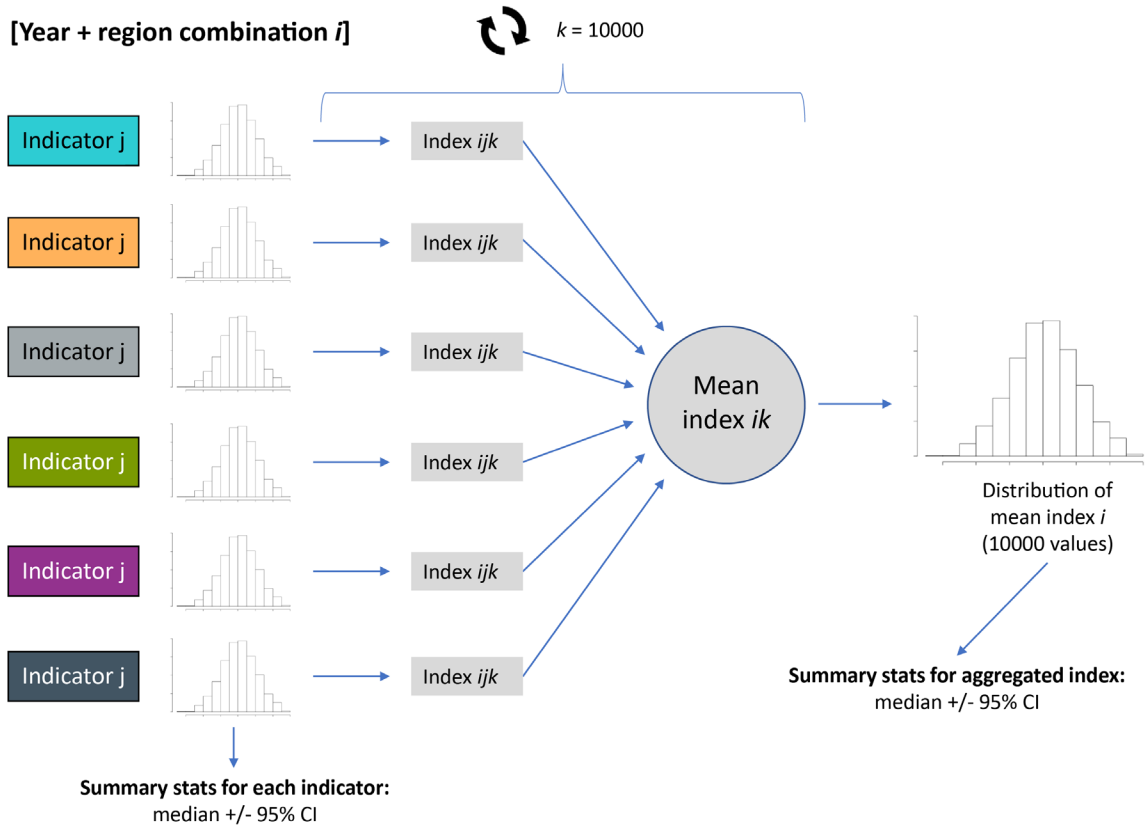 [Year + region combination i]
k = 10000
Indicator j
Index ijk
Indicator j
Index ijk
Indicator j
Index ijk
Indicator j
Index ijk
Indicator j
Index ijk
Indicator j
Index ijk
Mean
index ik
Distribution of
mean index i
(10000 values)
Summary stats for aggregated index:
median +/- 95% CI
Summary stats for each indicator:
median +/- 95% CI